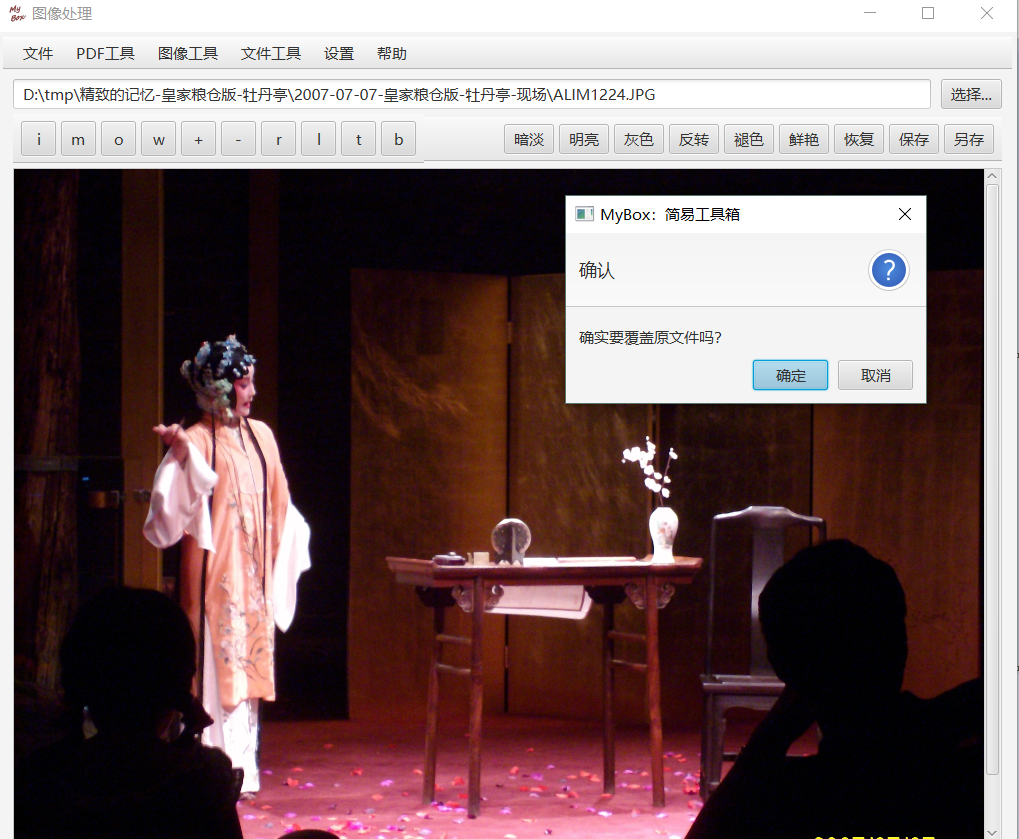 My Box 图像处理
文件 PDF工具 图像工具 文件工具 设置 帮助
D:\tmp\精致的记忆-皇家粮仓版-牡丹亭\2007-07-07-皇家粮仓版-牡丹亭-现场\ALIM1224.JPG 选择...
i m o w + - r l t b 暗淡 明亮 灰色 反转 褪色 鲜艳 恢复 保存 另存
MyBox：简易工具箱
确认
?
确实要覆盖原文件吗?
确定 取消